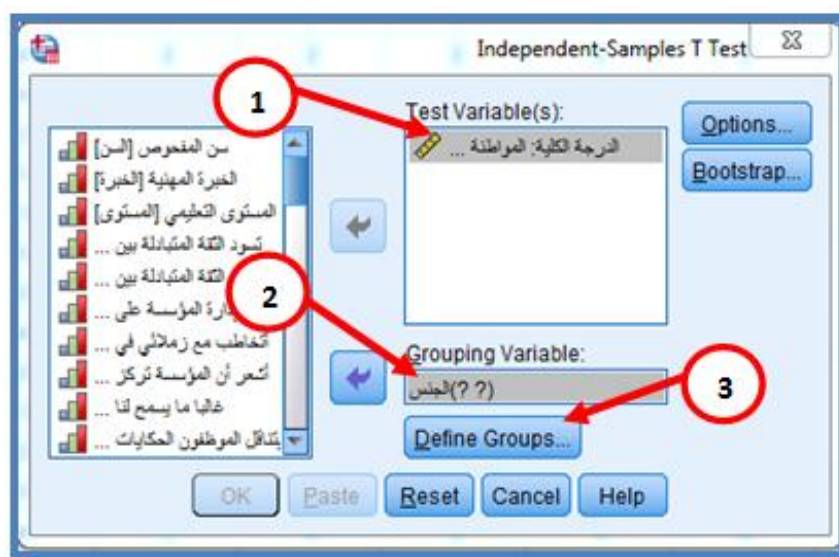 Independent-Samples T Test
1
Test Variable(s):
الدرجة الكلية: المواطنة ...
Options...
Bootstrap...
سن المفحوص [السن]
الخبرة المهنية [الخبرة]
المستوى التعليمي [المستوى]
تسود الثقة المتبادلة بين ...
الثقة المتبادلة بين ...
دارة المؤسسة على ...
أتخاطب مع زملائي في ...
أشعر أن المؤسسة تركز ...
غالبا ما يسمح لنا ...
يتناقل الموظفون الحكايات ...
2
Grouping Variable:
الجنس(? ?)
3
Define Groups...
OK
Paste
Reset
Cancel
Help